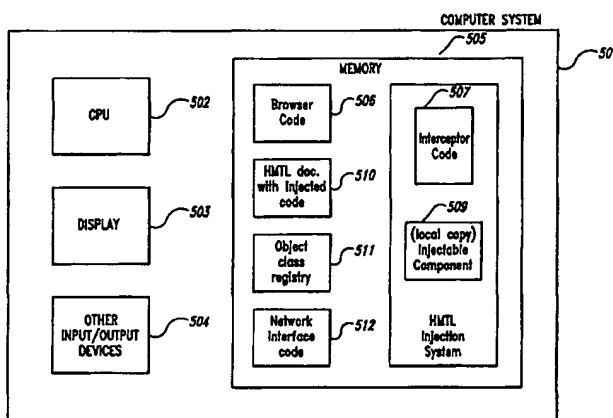 COMPUTER SYSTEM
50
505
MEMORY
CPU
502
DISPLAY
503
OTHER
INPUT/OUTPUT
DEVICES
504
Browser
Code
506
HMTL doc.
with Injected
code
510
Object
class
registry
511
Network
Interface
code
512
507
Interceptor
Code
509
(local copy)
Injectable
Component
HMTL
Injection
System